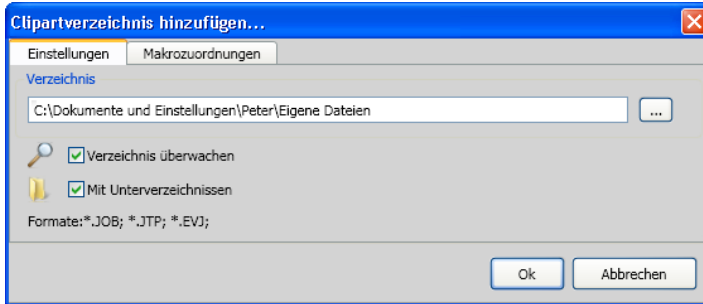 Clipartverzeichnis hinzufügen...
Einstellungen Makrozuordnungen
Verzeichnis
C:\Dokumente und Einstellungen\Peter\Eigene Dateien ...
Verzeichnis überwachen
Mit Unterverzeichnissen
Formate:*.JOB; *.JTP; *.EVJ;
Ok Abbrechen